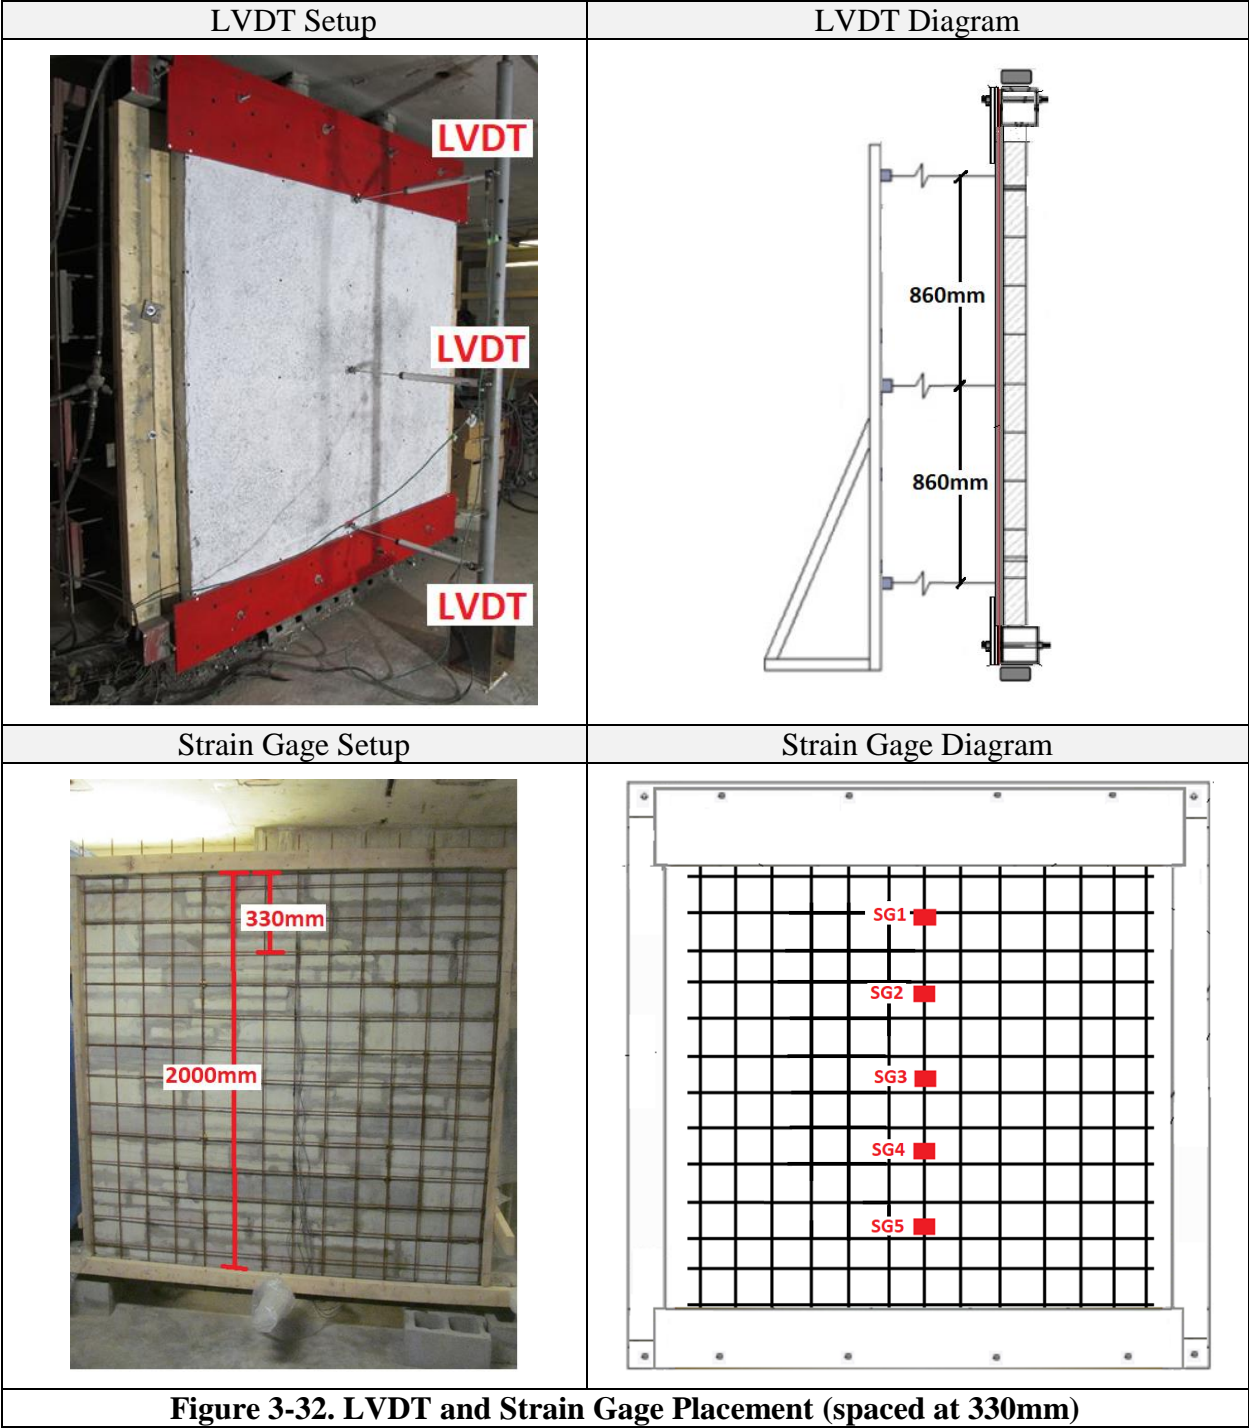 LVDT Setup
LVDT Diagram
LVDT
LVDT
LVDT
860mm
860mm
Strain Gage Setup
Strain Gage Diagram
330mm
2000mm
SG1
SG2
SG3
SG4
SG5
Figure 3-32. LVDT and Strain Gage Placement (spaced at 330mm)